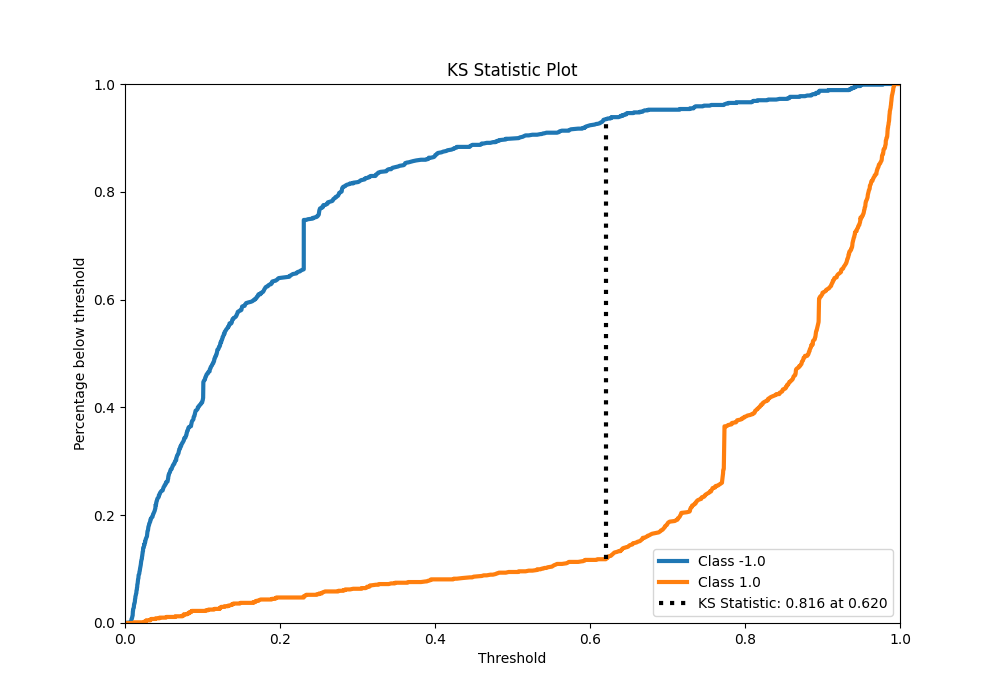 KS Statistic Plot
1.0
0.8
0.6
0.4
0.2
0.0
Percentage below threshold
0.0 0.2 0.4 0.6 0.8 1.0
Threshold
Class -1.0
Class 1.0
KS Statistic: 0.816 at 0.620